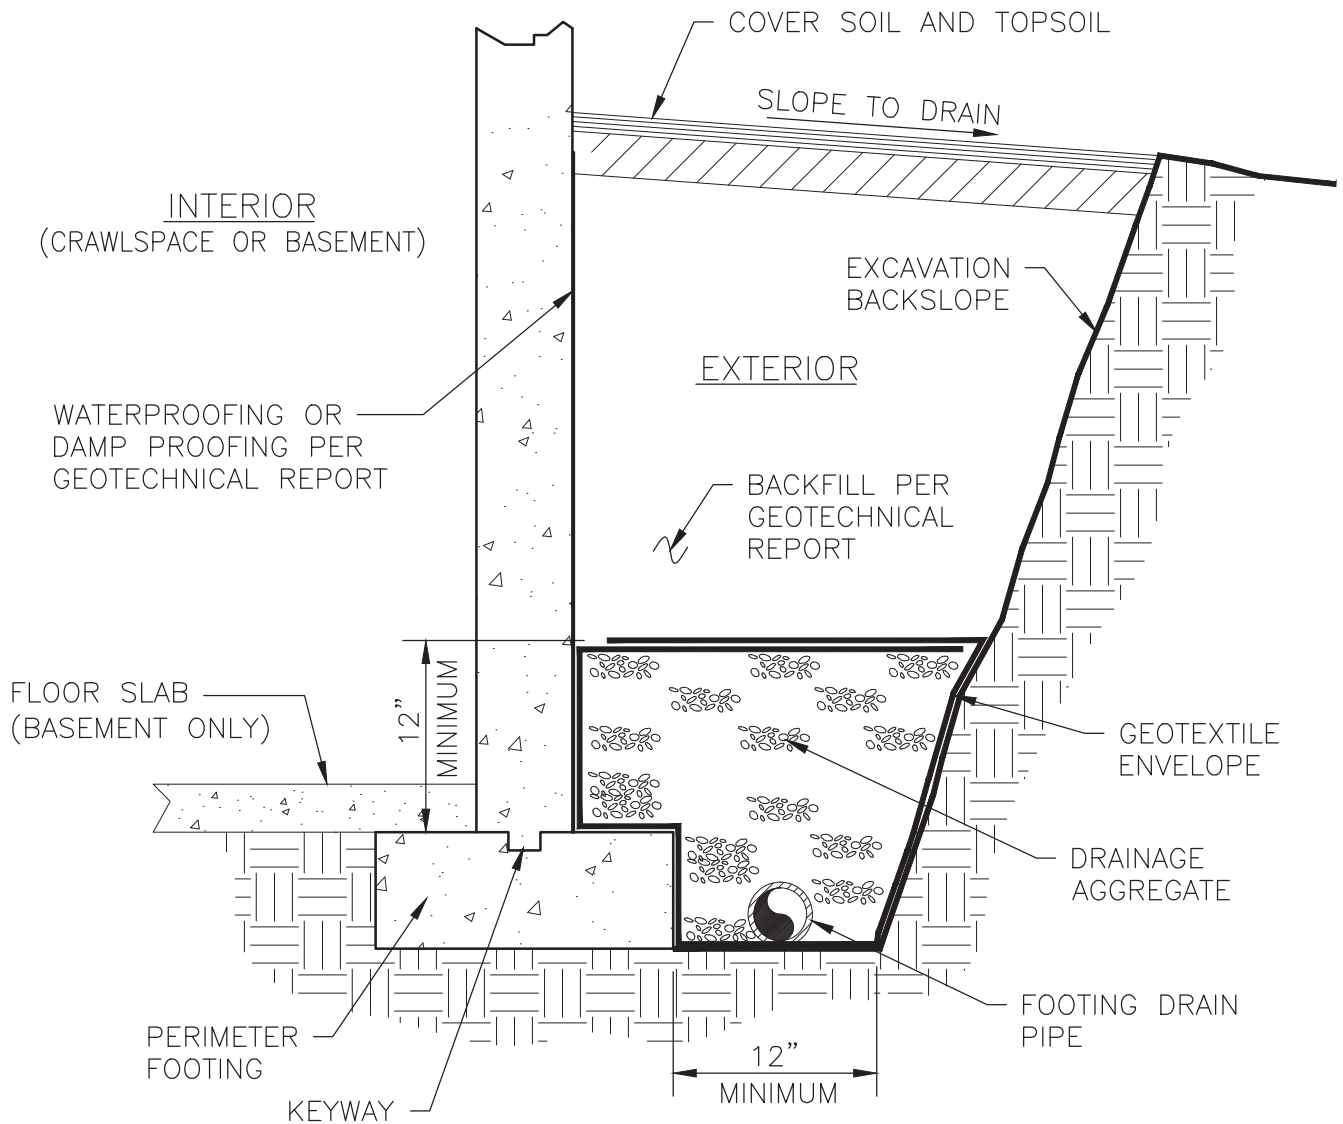 COVER SOIL AND TOPSOIL
SLOPE TO DRAIN
INTERIOR
(CRAWLSPACE OR BASEMENT)
EXCAVATION
BACKSLOPE
EXTERIOR
WATERPROOFING OR
DAMP PROOFING PER
GEOTECHNICAL REPORT
BACKFILL PER
GEOTECHNICAL
REPORT
12”
MINIMUM
FLOOR SLAB
(BASEMENT ONLY)
GEOTEXTILE
ENVELOPE
DRAINAGE
AGGREGATE
FOOTING DRAIN
PIPE
PERIMETER
FOOTING
12”
MINIMUM
KEYWAY